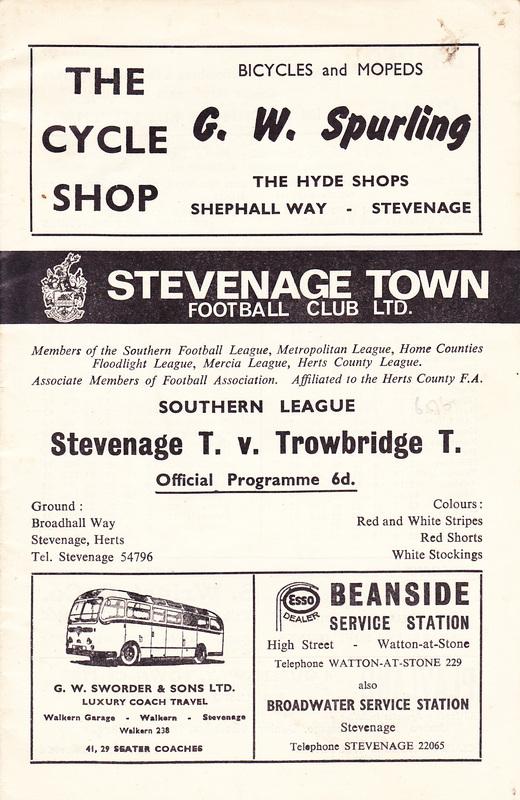 THE
CYCLE
SHOP
BICYCLES and MOPEDS
G. W. Spurling
THE HYDE SHOPS
SHEPHALL WAY - STEVENAGE
STEVENAGE TOWN
FOOTBALL CLUB LTD.
Members of the Southern Football League, Metropolitan League, Home Counties
Floodlight League, Mercia League, Herts County League.
Associate Members of Football Association. Affiliated to the Herts County F.A.
SOUTHERN LEAGUE
Stevenage T. v. Trowbridge T.
Official Programme 6d.
Ground :
Broadhall Way
Stevenage, Herts
Tel. Stevenage 54796
Colours :
Red and White Stripes
Red Shorts
White Stockings
G. W. SWORDER & SONS LTD.
LUXURY COACH TRAVEL
Walkern Garage - Walkern - Stevenage
Walkern 238
41, 29 SEATER COACHES
Esso
DEALER
BEANSIDE
SERVICE STATION
High Street - Watton-at-Stone
Telephone WATTON-AT-STONE 229
also
BROADWATER SERVICE STATION
Stevenage
Telephone STEVENAGE 22065